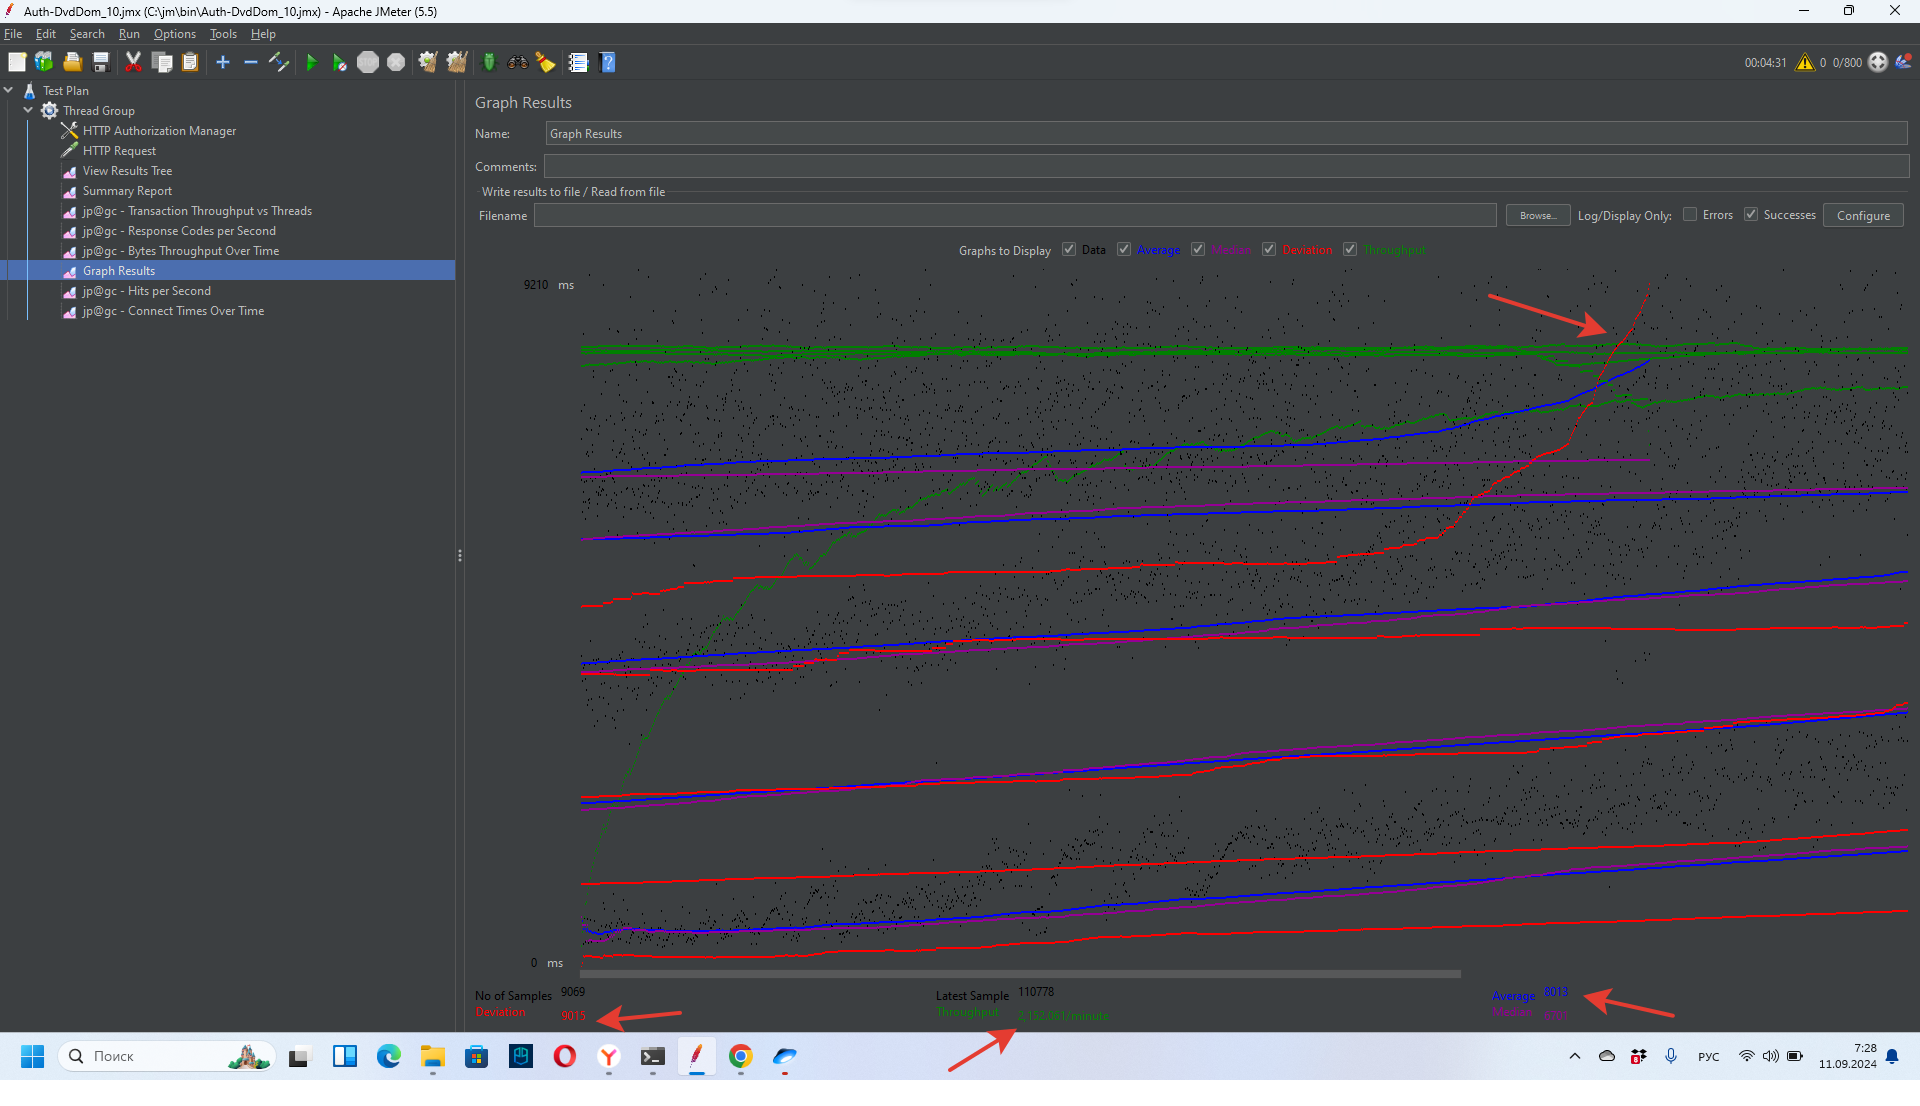 Auth-DvdDom_10.jmx (C:\jm\bin\Auth-DvdDom_10.jmx) - Apache JMeter (5.5)
File Edit Search Run Options Tools Help
STOP
00:04:31 0 0/800
Test Plan
Thread Group
HTTP Authorization Manager
HTTP Request
View Results Tree
Summary Report
jp@gc - Transaction Throughput vs Threads
jp@gc - Response Codes per Second
jp@gc - Bytes Throughput Over Time
Graph Results
jp@gc - Hits per Second
jp@gc - Connect Times Over Time
Graph Results
Name: Graph Results
Comments:
Write results to file / Read from file
Filename Browse... Log/Display Only: Errors Successes Configure
Graphs to Display Data Average Median Deviation Throughput
9210 ms
0 ms
No of Samples 9069 Latest Sample 110778 Average 8013
Deviation 9015 Throughput 2,152.061/minute Median
Поиск
РУС
7:28
11.09.2024